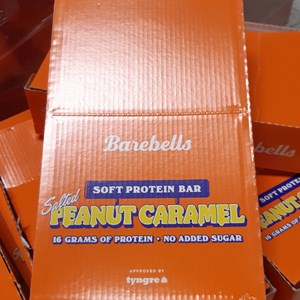 Barebells
SOFT PROTEIN BAR
Salted
PEANUT CARAMEL
16 GRAMS OF PROTEIN • NO ADDED SUGAR
APPROVED BY
tyngre